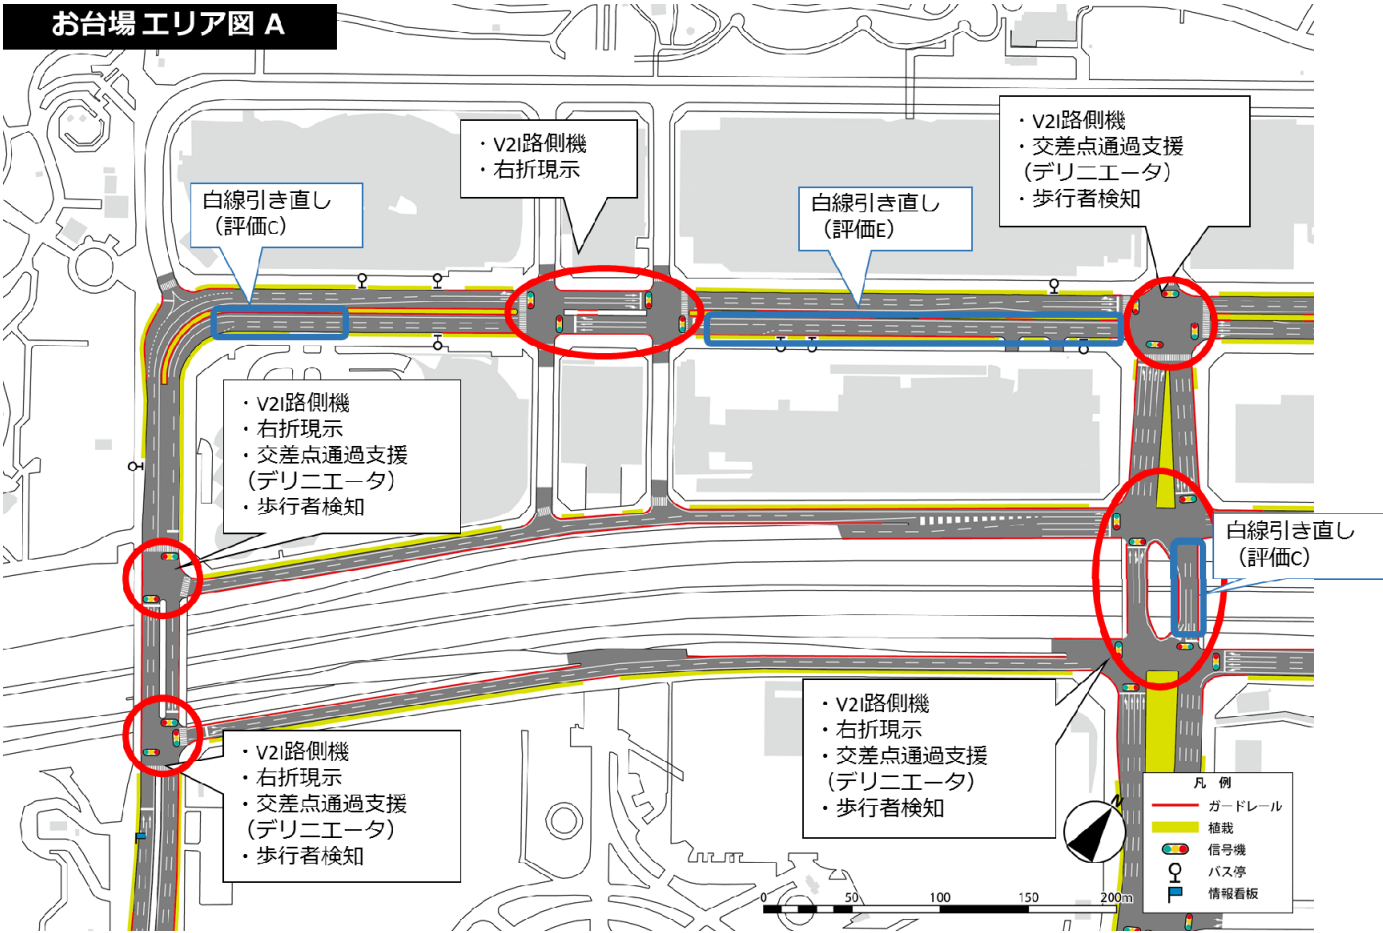 お台場 エリア図 A
・V2I路側機
・右折現示
・V2I路側機
・交差点通過支援
（デリニエータ）
・歩行者検知
白線引き直し
（評価C）
白線引き直し
（評価E）
・V2I路側機
・右折現示
・交差点通過支援
（デリニエータ）
・歩行者検知
白線引き直し
（評価C）
・V2I路側機
・右折現示
・交差点通過支援
（デリニエータ）
・歩行者検知
・V2I路側機
・右折現示
・交差点通過支援
（デリニエータ）
・歩行者検知
凡 例
ガードレール
植栽
信号機
バス停
情報看板
N
0 50 100 150 200m